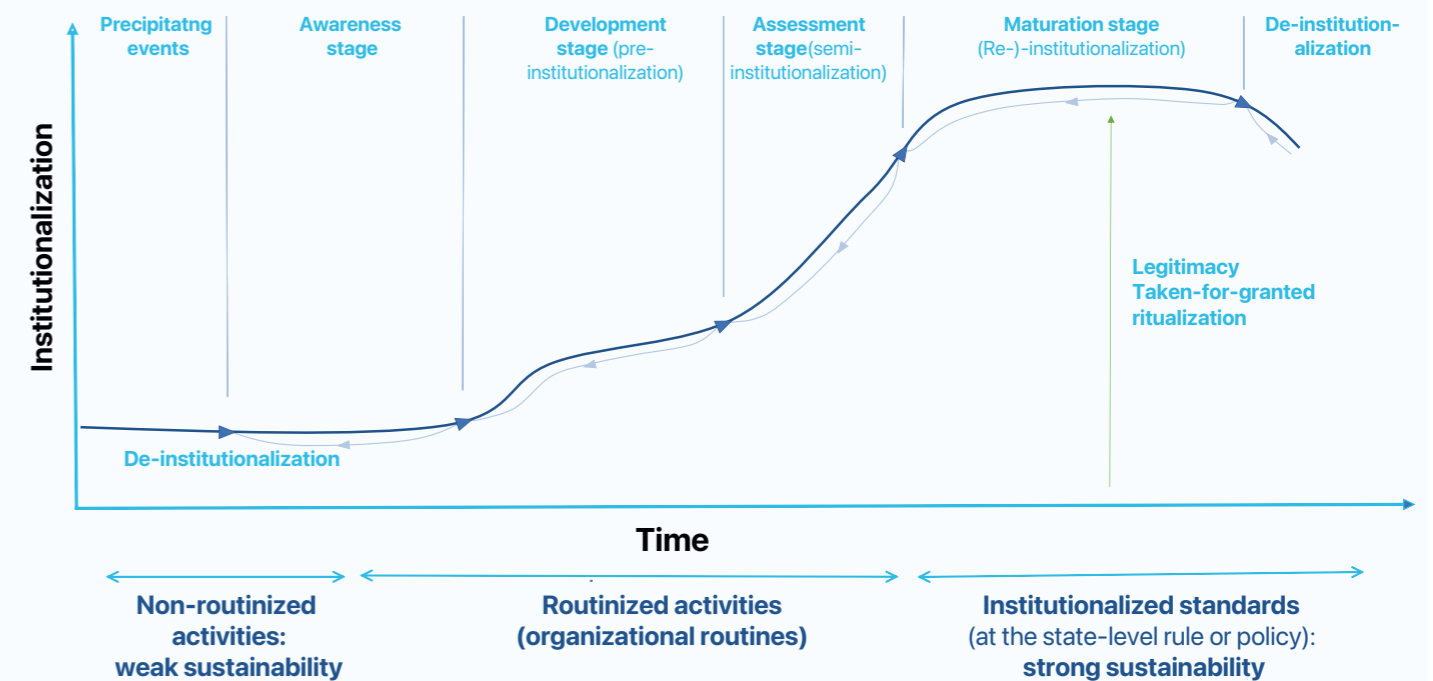 Precipitatng
events
Awareness
stage
Development
stage (pre-
institutionalization)
Assessment
stage(semi-
institutionalization)
Maturation stage
(Re-)-institutionalization)
De-institution-
alization
Institutionalization
Legitimacy
Taken-for-granted
ritualization
De-institutionalization
Time
Non-routinized
activities:
weak sustainability
Routinized activities
(organizational routines)
Institutionalized standards
(at the state-level rule or policy):
strong sustainability